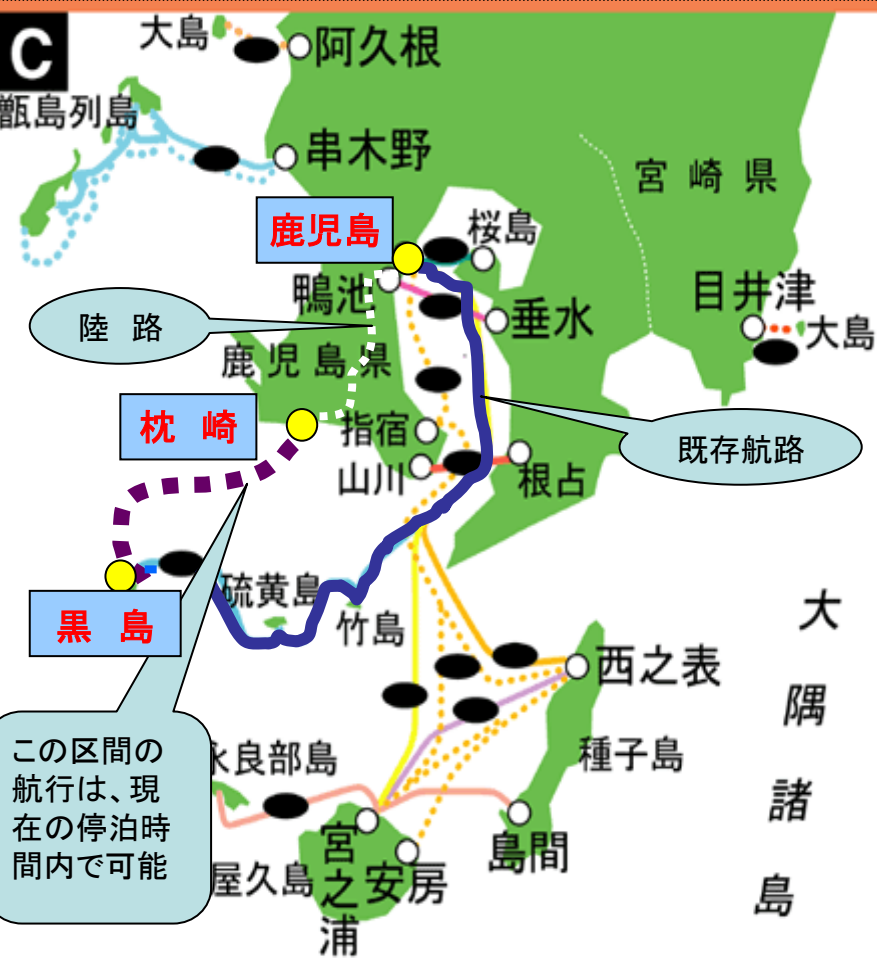 C
大島
阿久根
甑島列島
串木野
宮崎県
鹿児島
桜島
鴨池
垂水
目井津
大島
陸 路
鹿児島県
枕 崎
指宿
既存航路
山川
根占
硫黄島
黒 島
竹島
西之表
大隅諸島
この区間の
航行は、現
在の停泊時
間内で可能
永良部島
種子島
宮之浦
島間
屋久島
安房